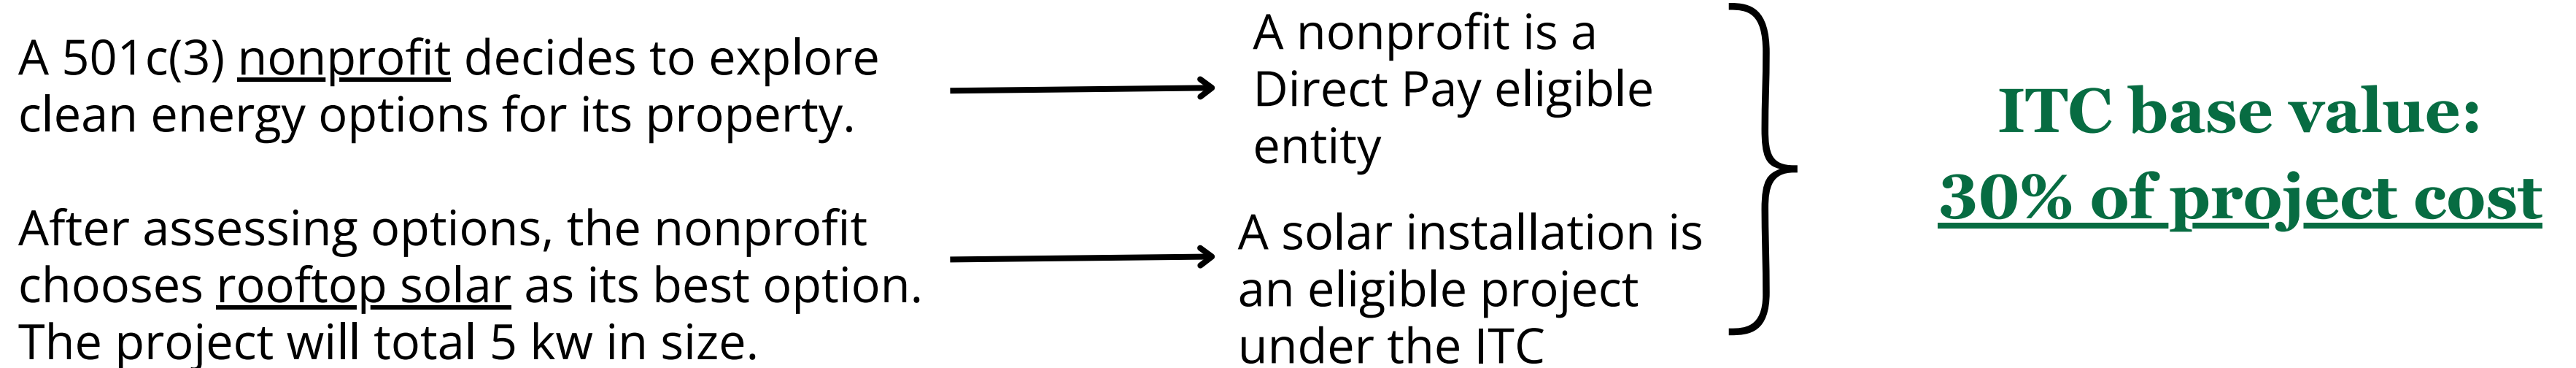 A 501c(3) nonprofit decides to explore
clean energy options for its property.
A nonprofit is a
Direct Pay eligible
entity
After assessing options, the nonprofit
chooses rooftop solar as its best option.
The project will total 5 kw in size.
A solar installation is
an eligible project
under the ITC
ITC base value:
30% of project cost